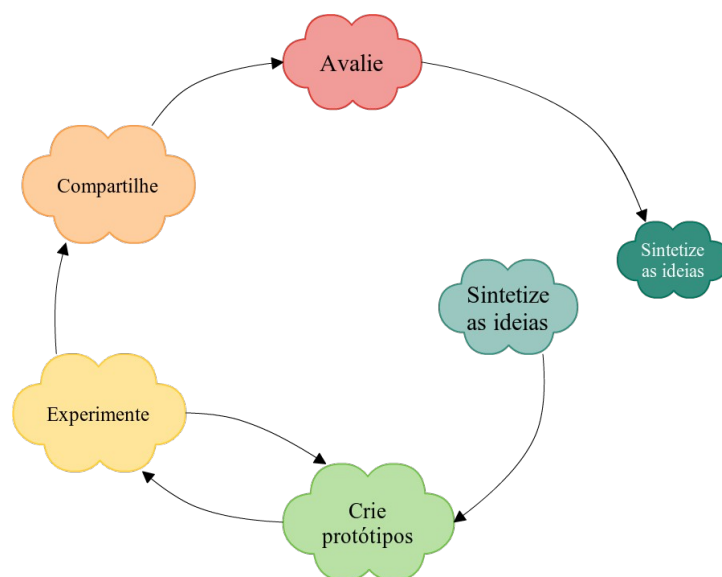 Avalie
Compartilhe
Sintetize
as ideias
Sintetize
as ideias
Experimente
Crie
protótipos